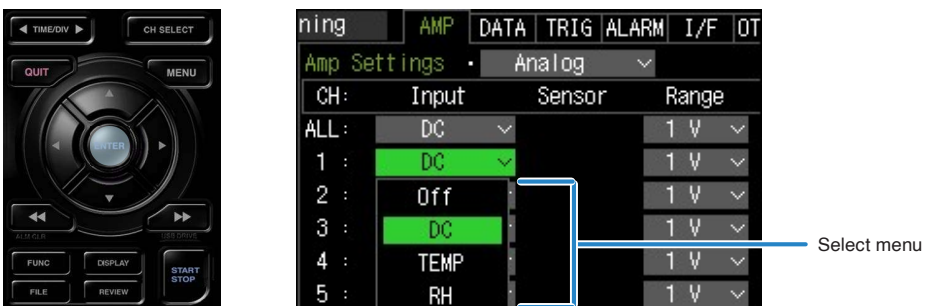 ◀ TIME/DIV ▶
CH SELECT
QUIT
MENU
ENTER
ALM CLR
USB DRIVE
FUNC
DISPLAY
START
STOP
FILE
REVIEW
ning AMP DATA TRIG ALARM I/F OT
Amp Settings • Analog
CH: Input Sensor Range
ALL: DC 1 V
1 : DC 1 V
2 : Off 1 V
3 : DC 1 V
4 : TEMP 1 V
5 : RH 1 V
Select menu